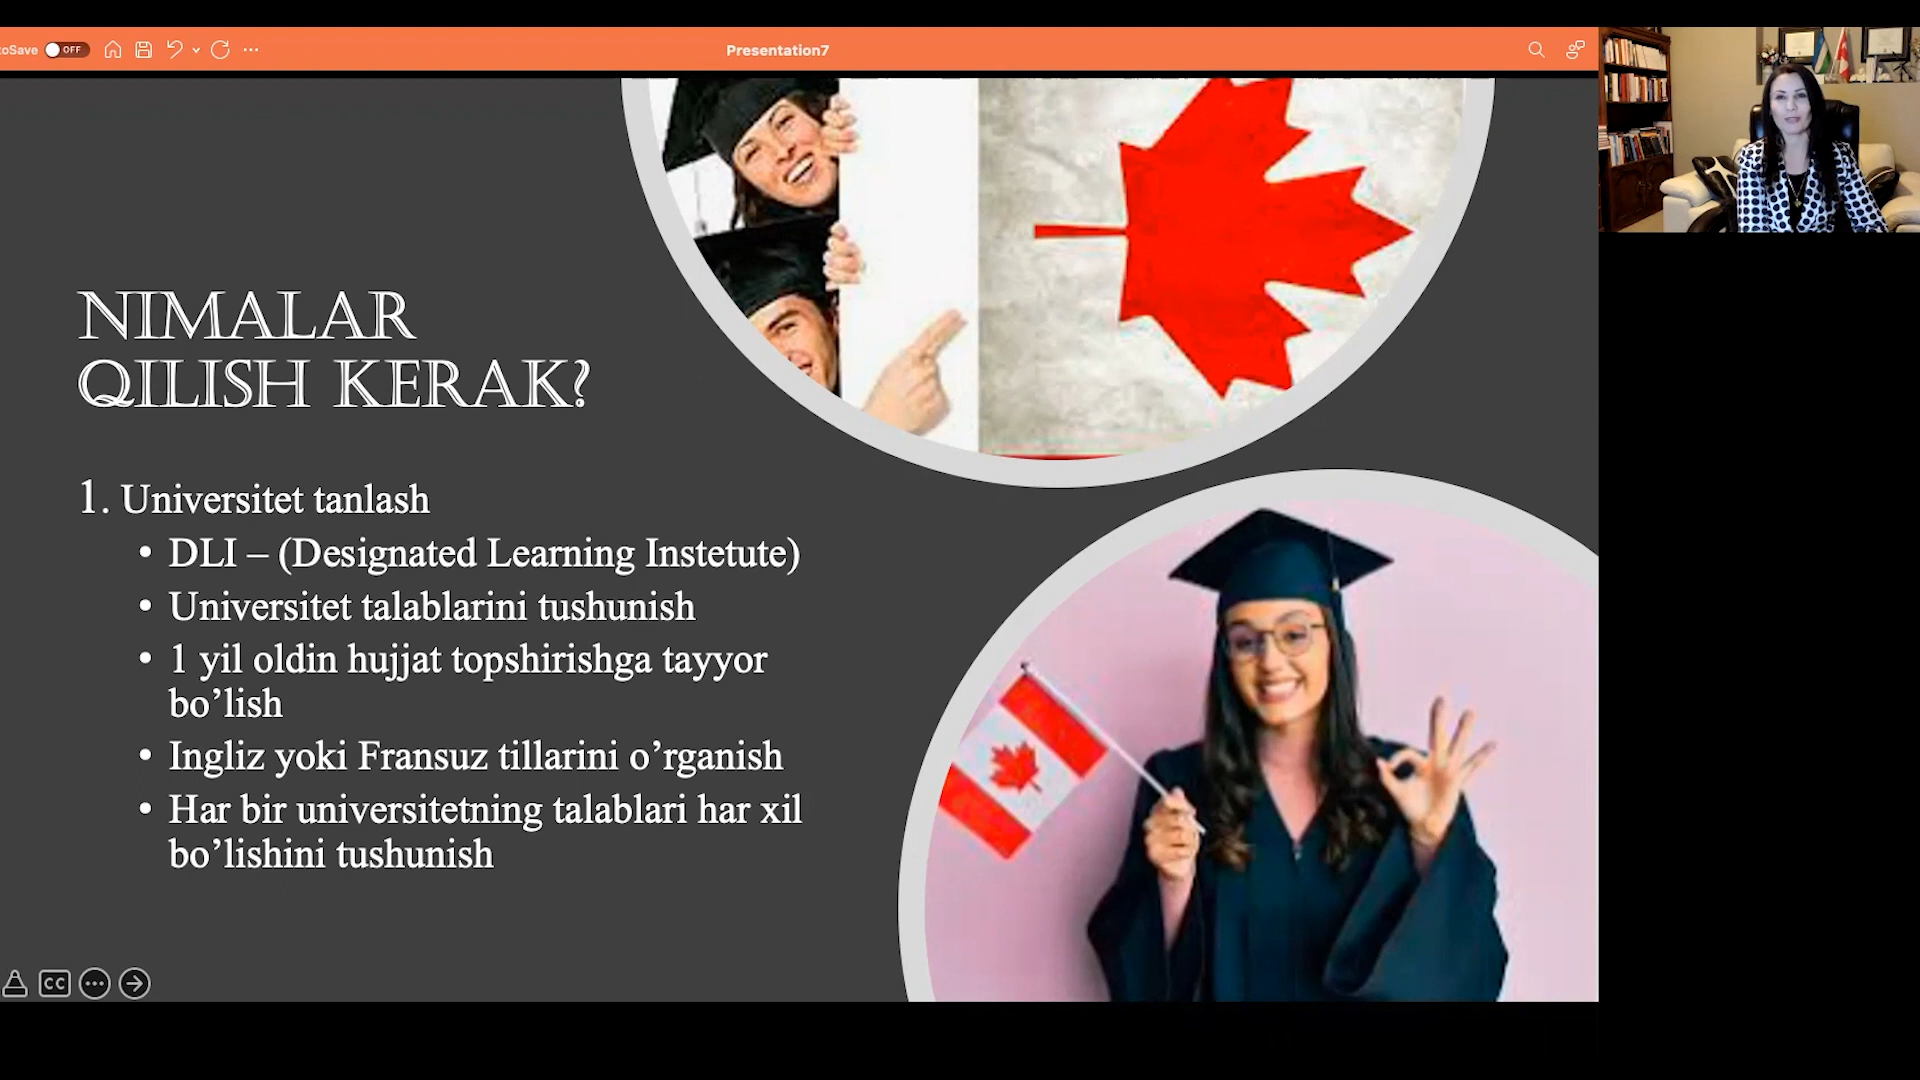 oSave OFF
Presentation7
NIMALAR
QILISH KERAK?
1. Universitet tanlash
• DLI – (Designated Learning Instetute)
• Universitet talablarini tushunish
• 1 yil oldin hujjat topshirishga tayyor
bo’lish
• Ingliz yoki Fransuz tillarini o’rganish
• Har bir universitetning talablari har xil
bo’lishini tushunish
CC